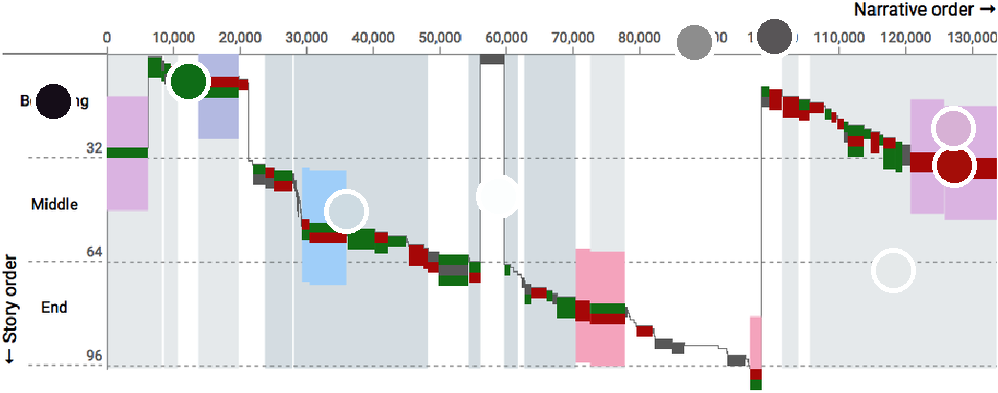 Narrative order →
0 10,000 20,000 30,000 40,000 50,000 60,000 70,000 80,000 110,000 120,000 130,000
32
Middle
64
End
96
← Story order